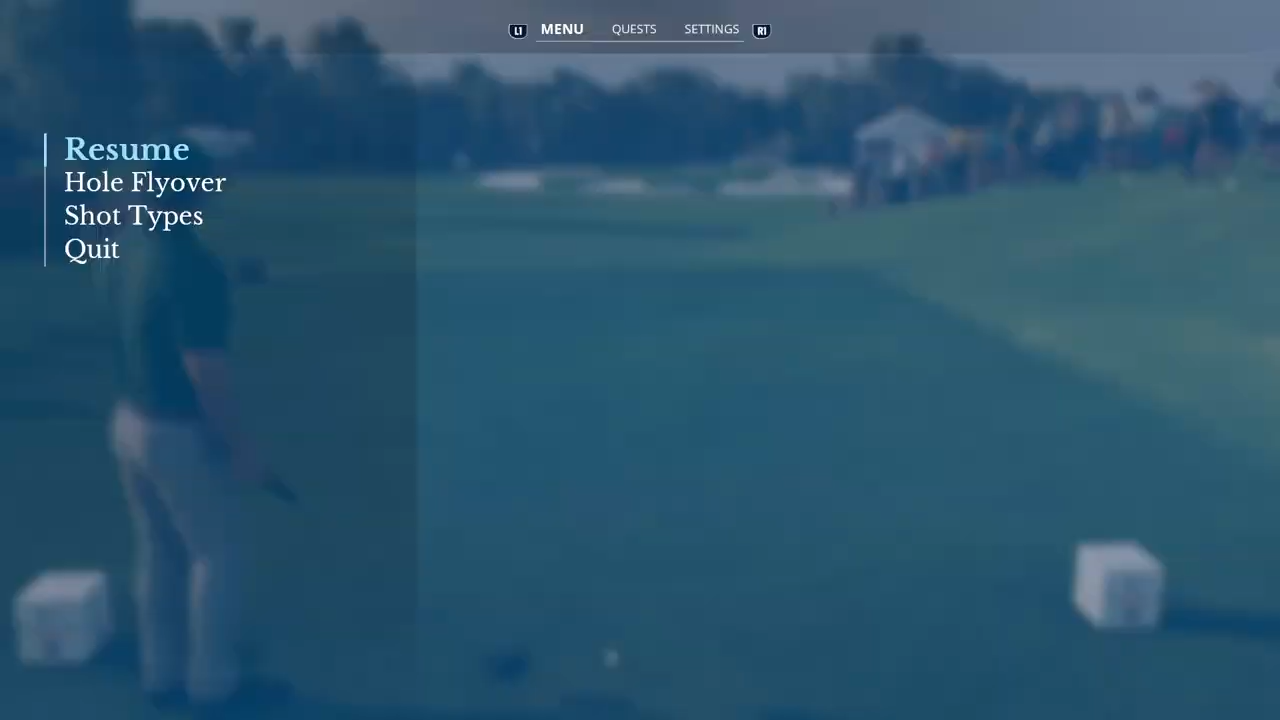 L1 MENU QUESTS SETTINGS R1
Resume
Hole Flyover
Shot Types
Quit